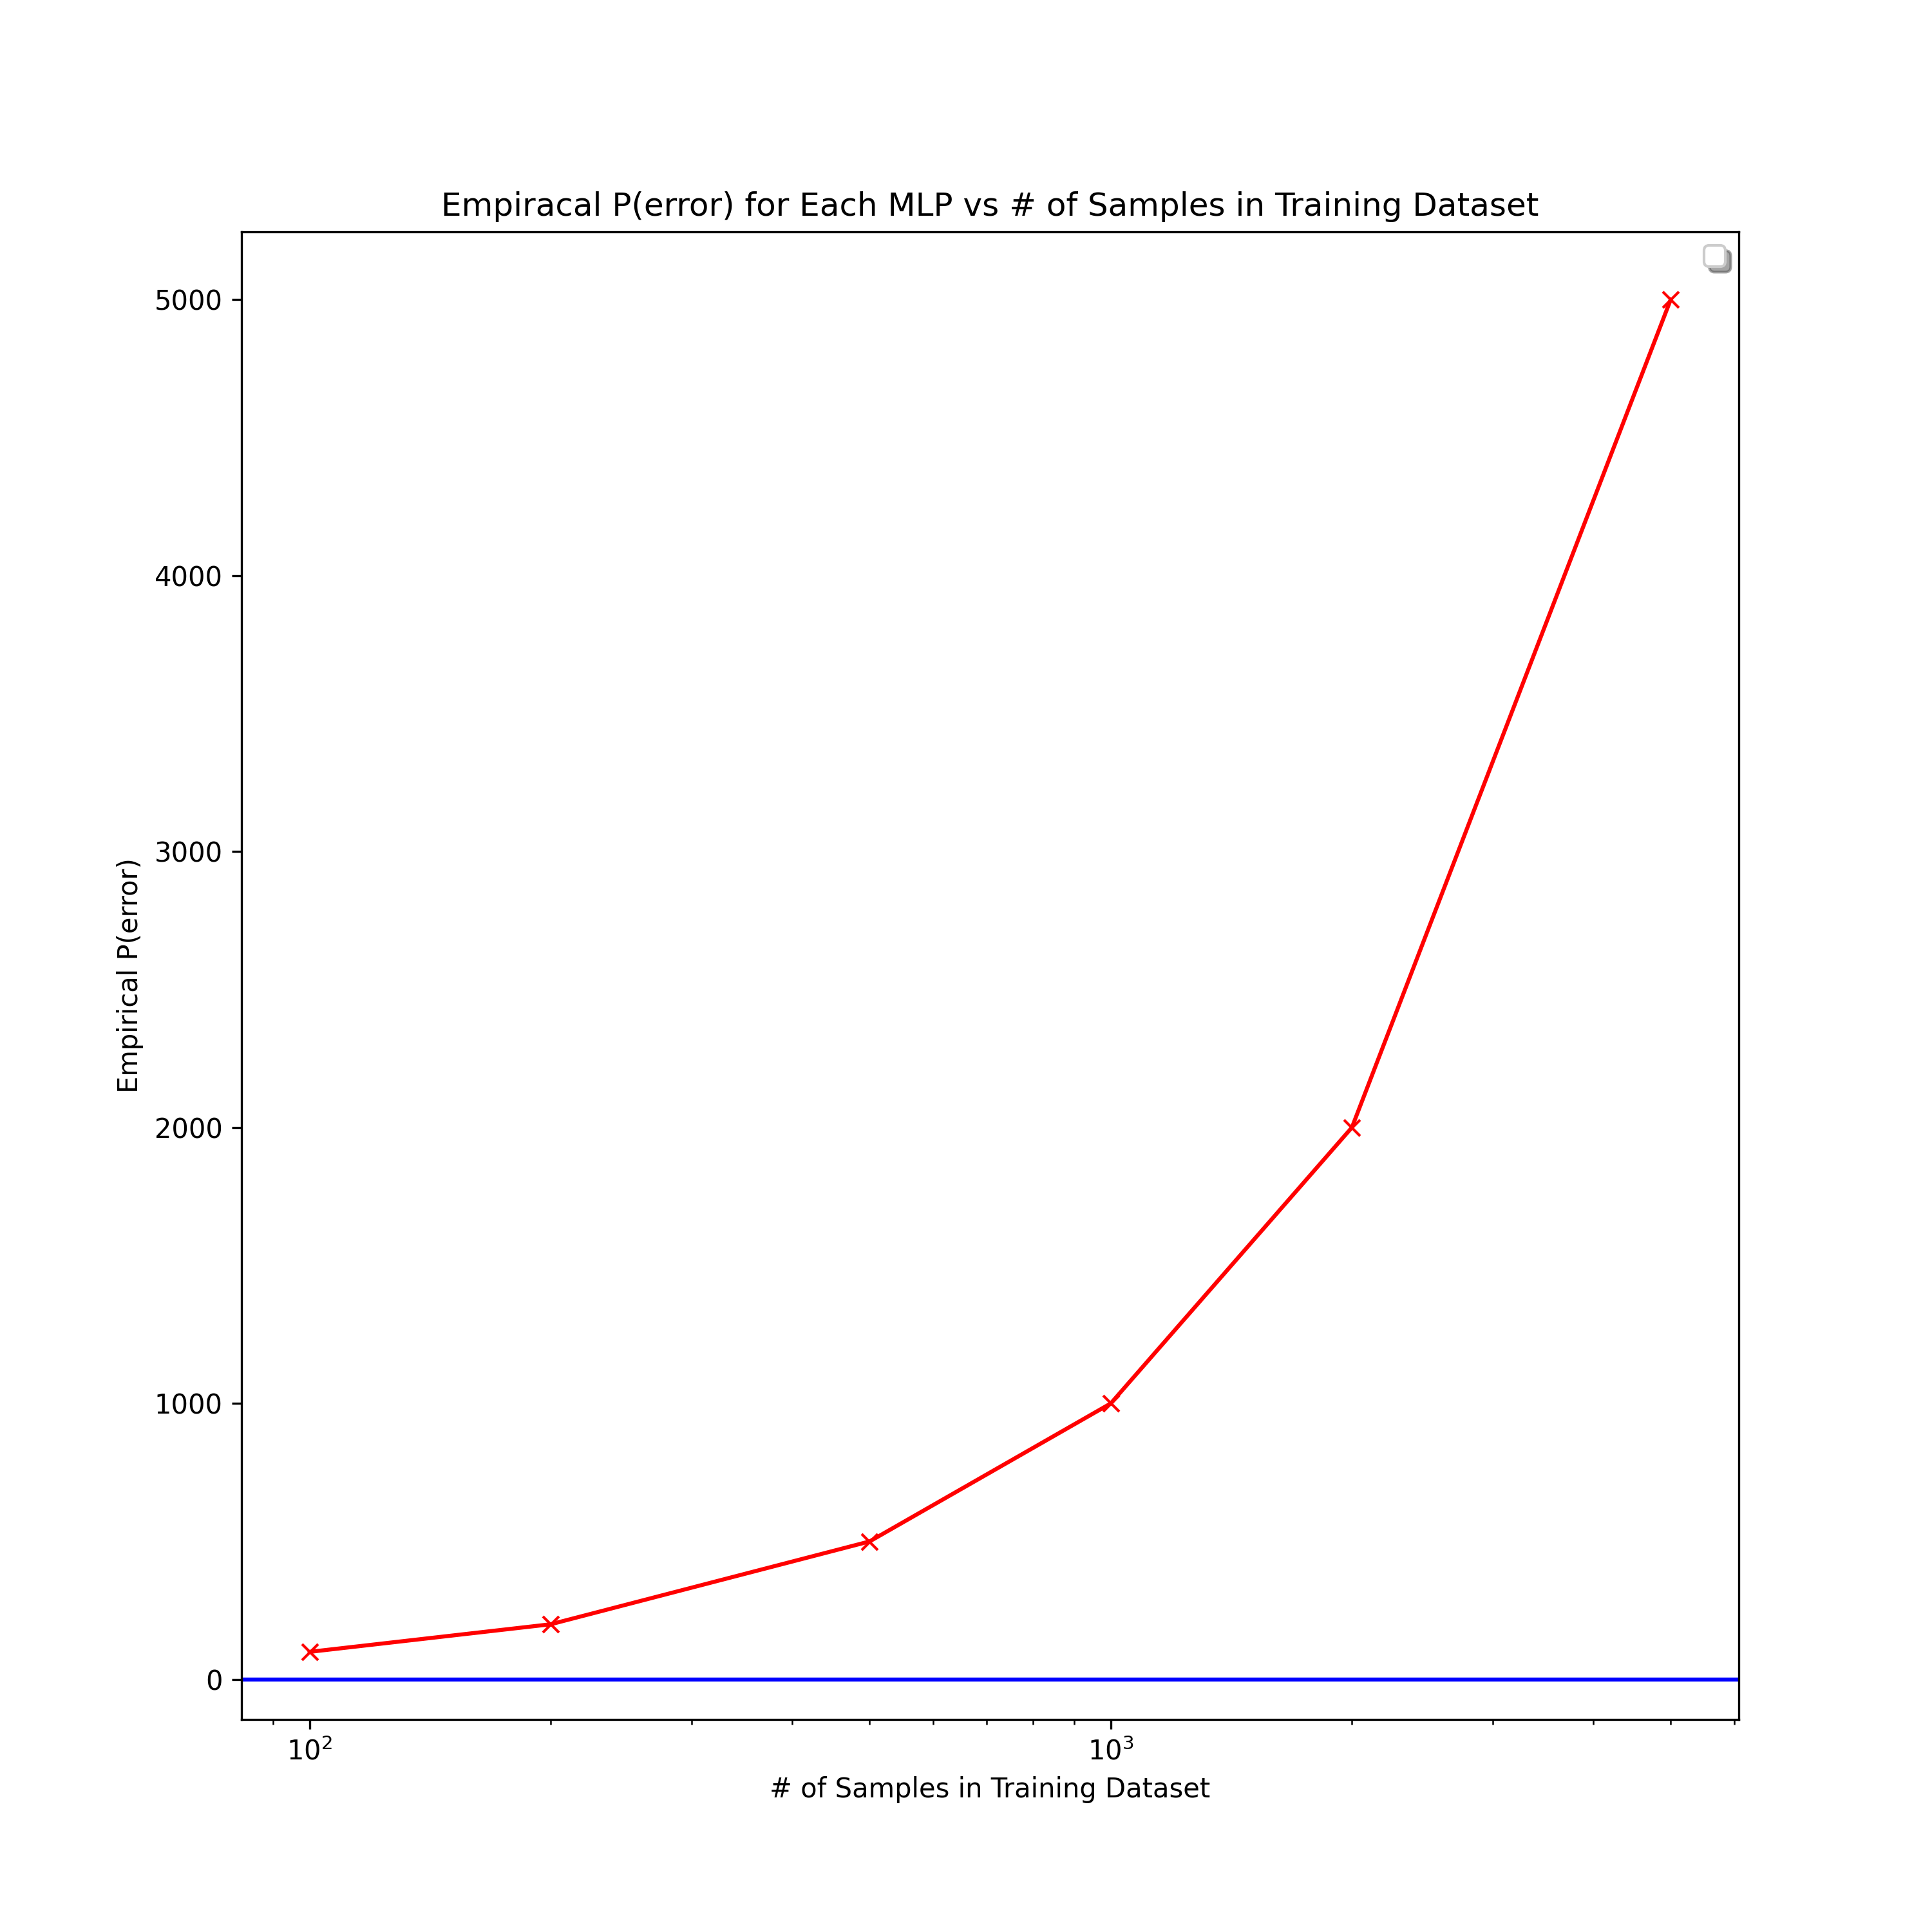 Empiracal P(error) for Each MLP vs # of Samples in Training Dataset
5000
4000
3000
2000
1000
0
Empirical P(error)
10²
10³
# of Samples in Training Dataset